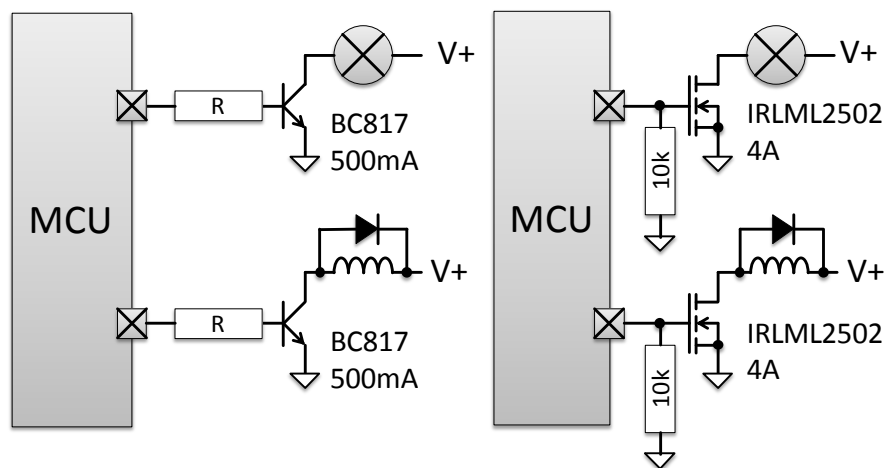 V+
R
BC817
500mA
MCU
V+
R
BC817
500mA
V+
IRLML2502
4A
10k
MCU
V+
IRLML2502
4A
10k